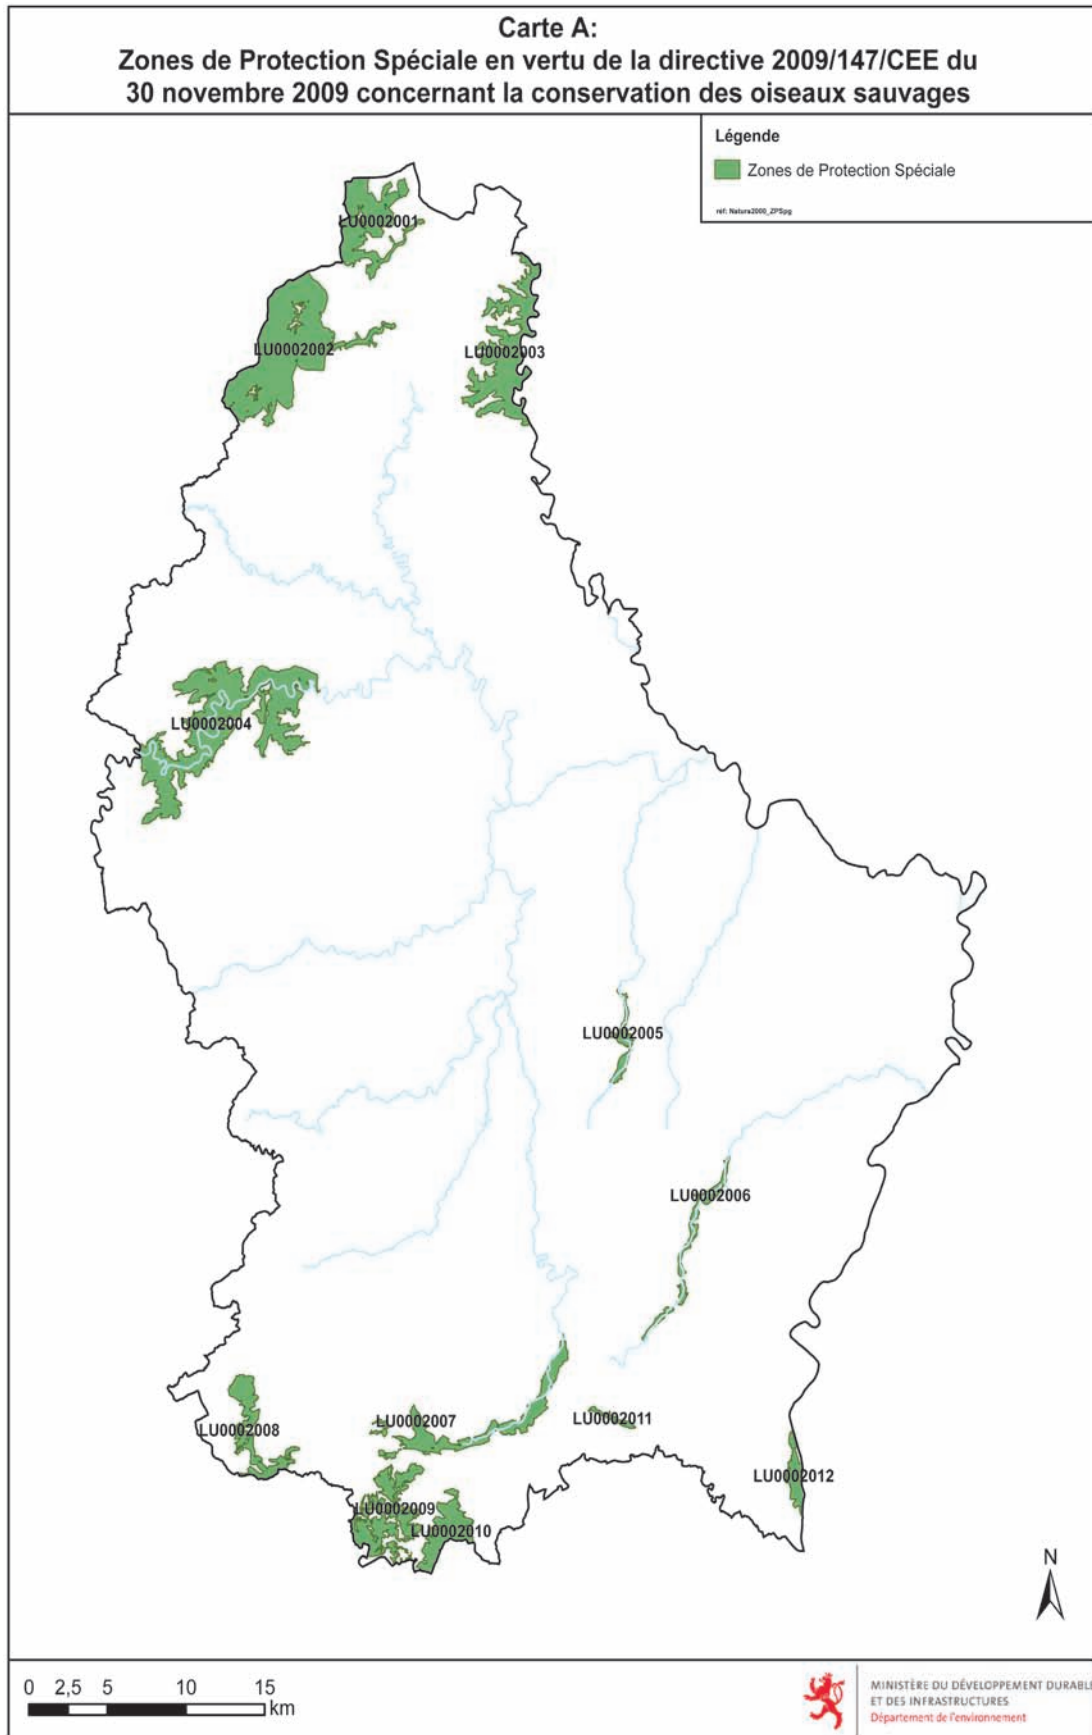 Carte A:
Zones de Protection Spéciale en vertu de la directive 2009/147/CEE du
30 novembre 2009 concernant la conservation des oiseaux sauvages
Légende
Zones de Protection Spéciale
réf: Natura2000_ZPSpg
LU0002001
LU0002002
LU0002003
LU0002004
LU0002005
LU0002006
LU0002007
LU0002011
LU0002008
LU0002012
LU0002009
LU0002010
N
0 2,5 5 10 15
km
MINISTÈRE DU DÉVELOPPEMENT DURABLE
ET DES INFRASTRUCTURES
Département de l'environnement